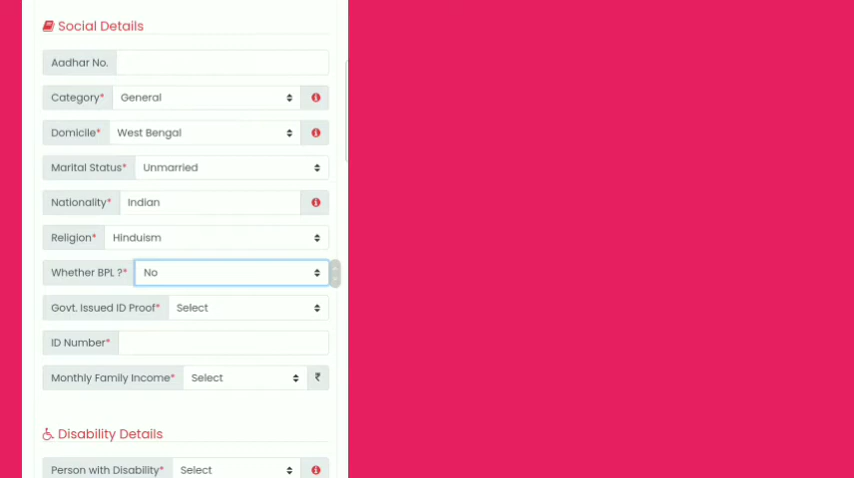 Social Details
Aadhar No.
Category* General
Domicile* West Bengal
Marital Status* Unmarried
Nationality* Indian
Religion* Hinduism
Whether BPL ?* No
Govt. Issued ID Proof* Select
ID Number*
Monthly Family Income* Select ₹
Disability Details
Person with Disability* Select